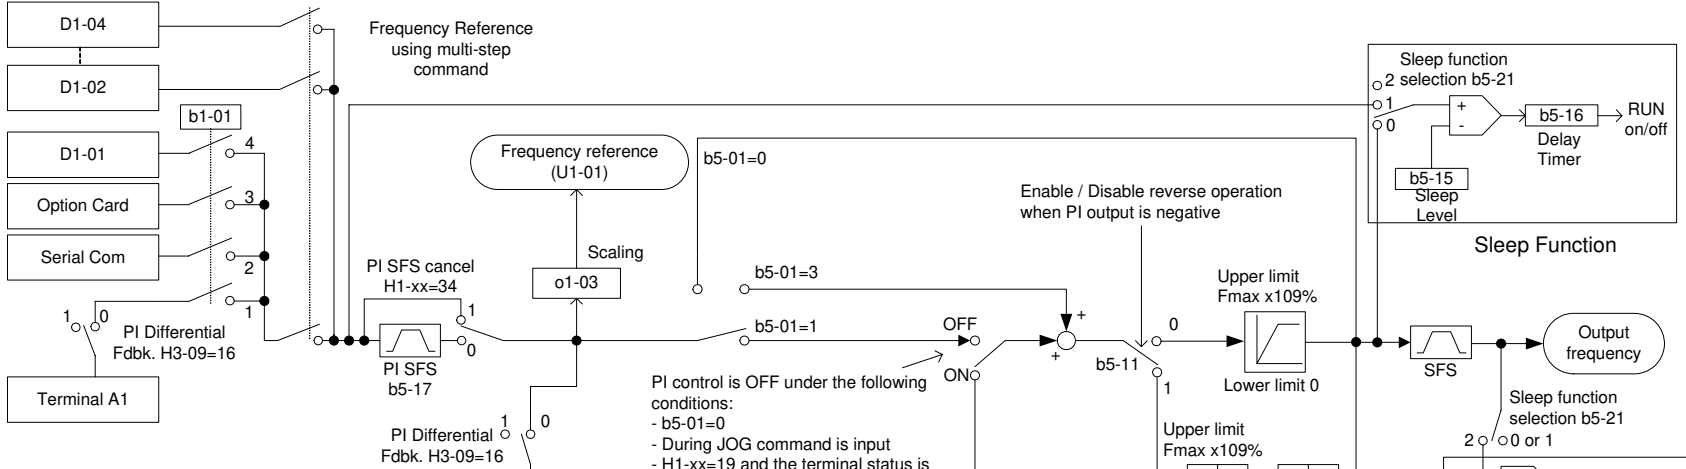 D1-04
D1-02
b1-01
D1-01
Option Card
Serial Com
4
3
2
1
1
0
PI Differential
Fdbk. H3-09=16
Terminal A1
Frequency Reference
using multi-step
command
PI SFS cancel
H1-xx=34
1
0
PI SFS
b5-17
Frequency reference
(U1-01)
Scaling
o1-03
1
0
PI Differential
Fdbk. H3-09=16
b5-01=0
b5-01=3
b5-01=1
OFF
ON
PI control is OFF under the following
conditions:
- b5-01=0
- During JOG command is input
- H1-xx=19 and the terminal status is
Enable / Disable reverse operation
when PI output is negative
+
+
b5-11
0
1
Upper limit
Fmax x109%
Lower limit 0
Upper limit
Fmax x109%
Sleep function
selection b5-21
2
1
0
+
-
b5-16
Delay
Timer
RUN
on/off
b5-15
Sleep
Level
Sleep Function
SFS
Output
frequency
Sleep function
selection b5-21
2
0 or 1